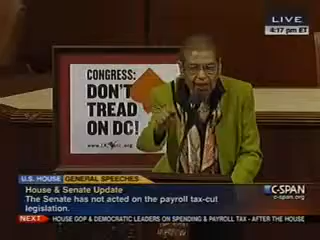 LIVE
4:17 pm ET
CONGRESS:
DON'T
TREAD
ON DC!
U.S. HOUSE GENERAL SPEECHES
House & Senate Update
The Senate has not acted on the payroll tax-cut
legislation.
C-SPAN
c-span.org
NEXT HOUSE GOP & DEMOCRATIC LEADERS ON SPENDING & PAYROLL TAX - AFTER THE HOUSE